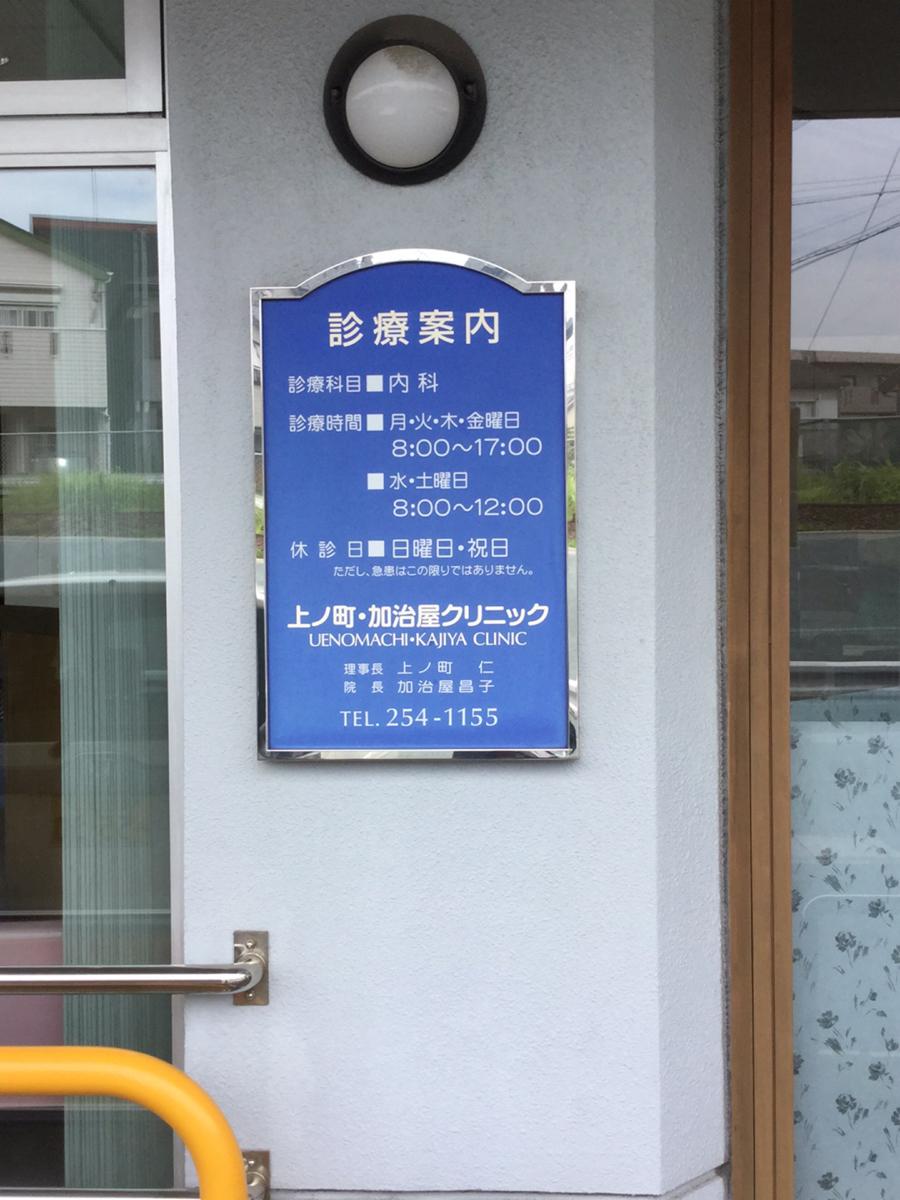 診療案内
診療科目■内科
診療時間■月・火・木・金曜日
8:00～17:00
■水・土曜日
8:00～12:00
休診日■日曜日・祝日
ただし、急患はこの限りではありません。
上ノ町・加治屋クリニック
UENOMACHI・KAJIYA CLINIC
理事長 上ノ町 仁
院長 加治屋昌子
TEL. 254-1155